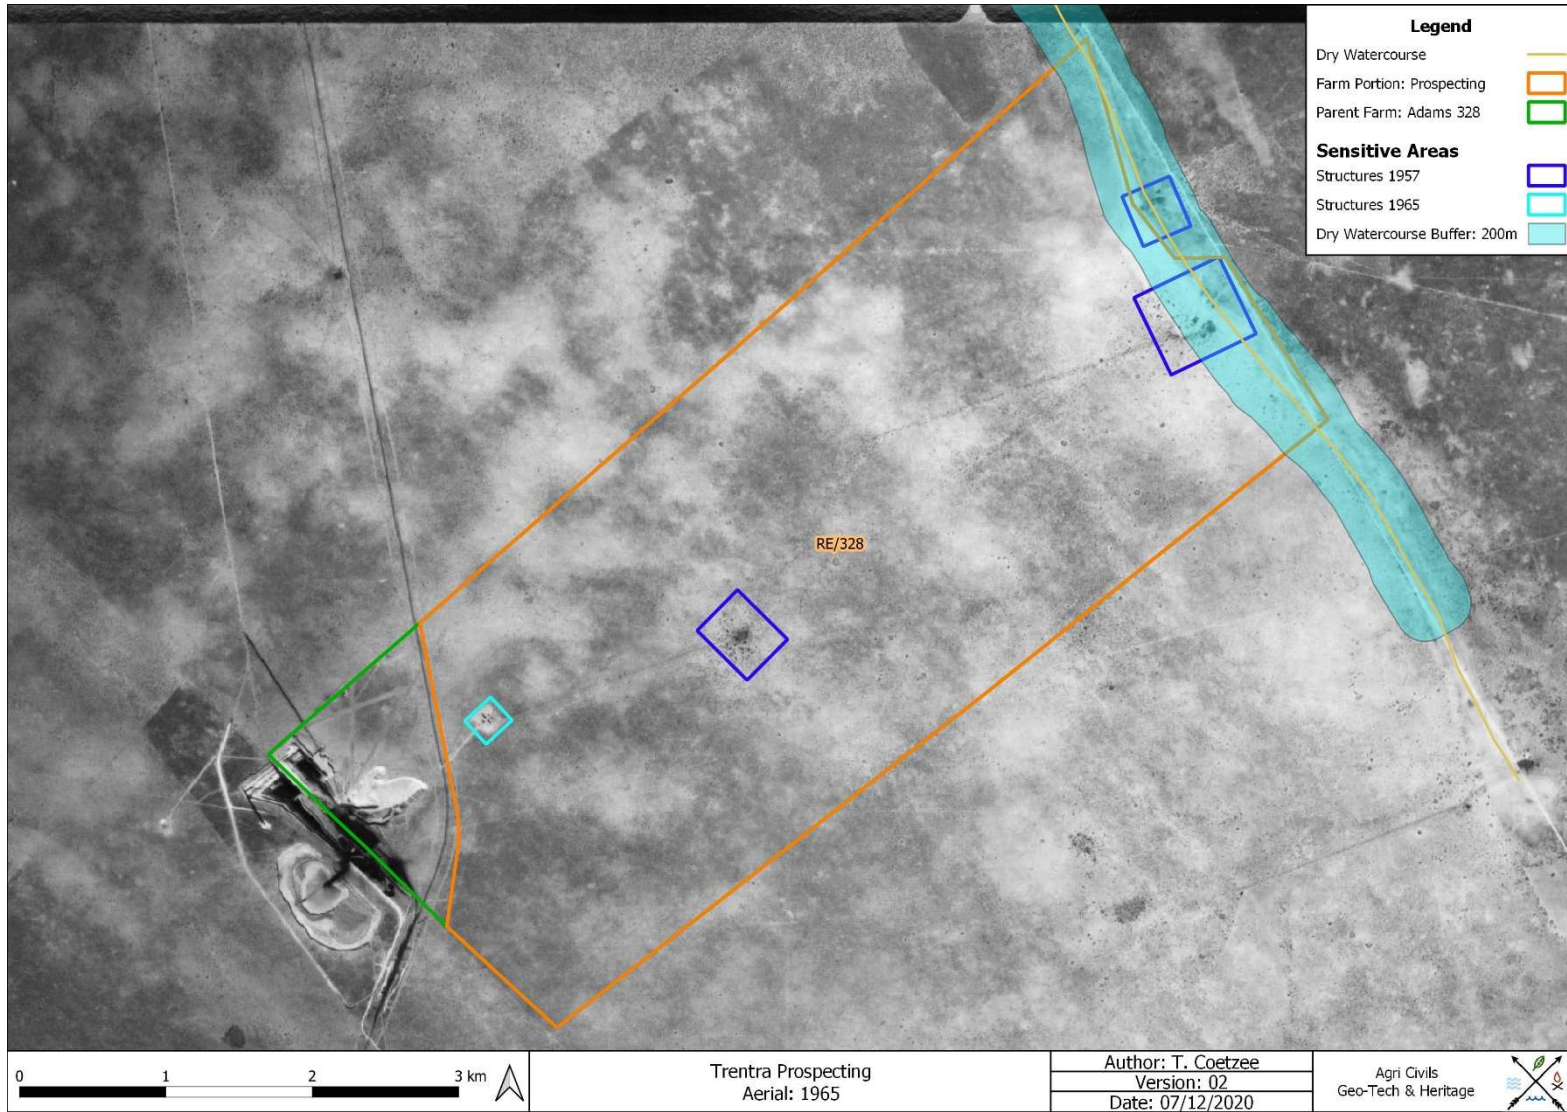 Legend
Dry Watercourse
Farm Portion: Prospecting
Parent Farm: Adams 328
Sensitive Areas
Structures 1957
Structures 1965
Dry Watercourse Buffer: 200m
RE/328
0 1 2 3 km
Trentra Prospecting
Aerial: 1965
Author: T. Coetzee
Version: 02
Date: 07/12/2020
Agri Civils
Geo-Tech & Heritage